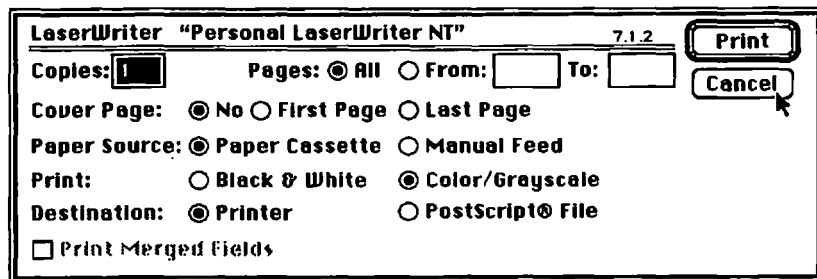 LaserWriter "Personal LaserWriter NT" 7.1.2 Print
Copies: 1 Pages: All From: To:
Cancel
Cover Page: No First Page Last Page
Paper Source: Paper Cassette Manual Feed
Print: Black & White Color/Grayscale
Destination: Printer PostScript® File
Print Merged Fields